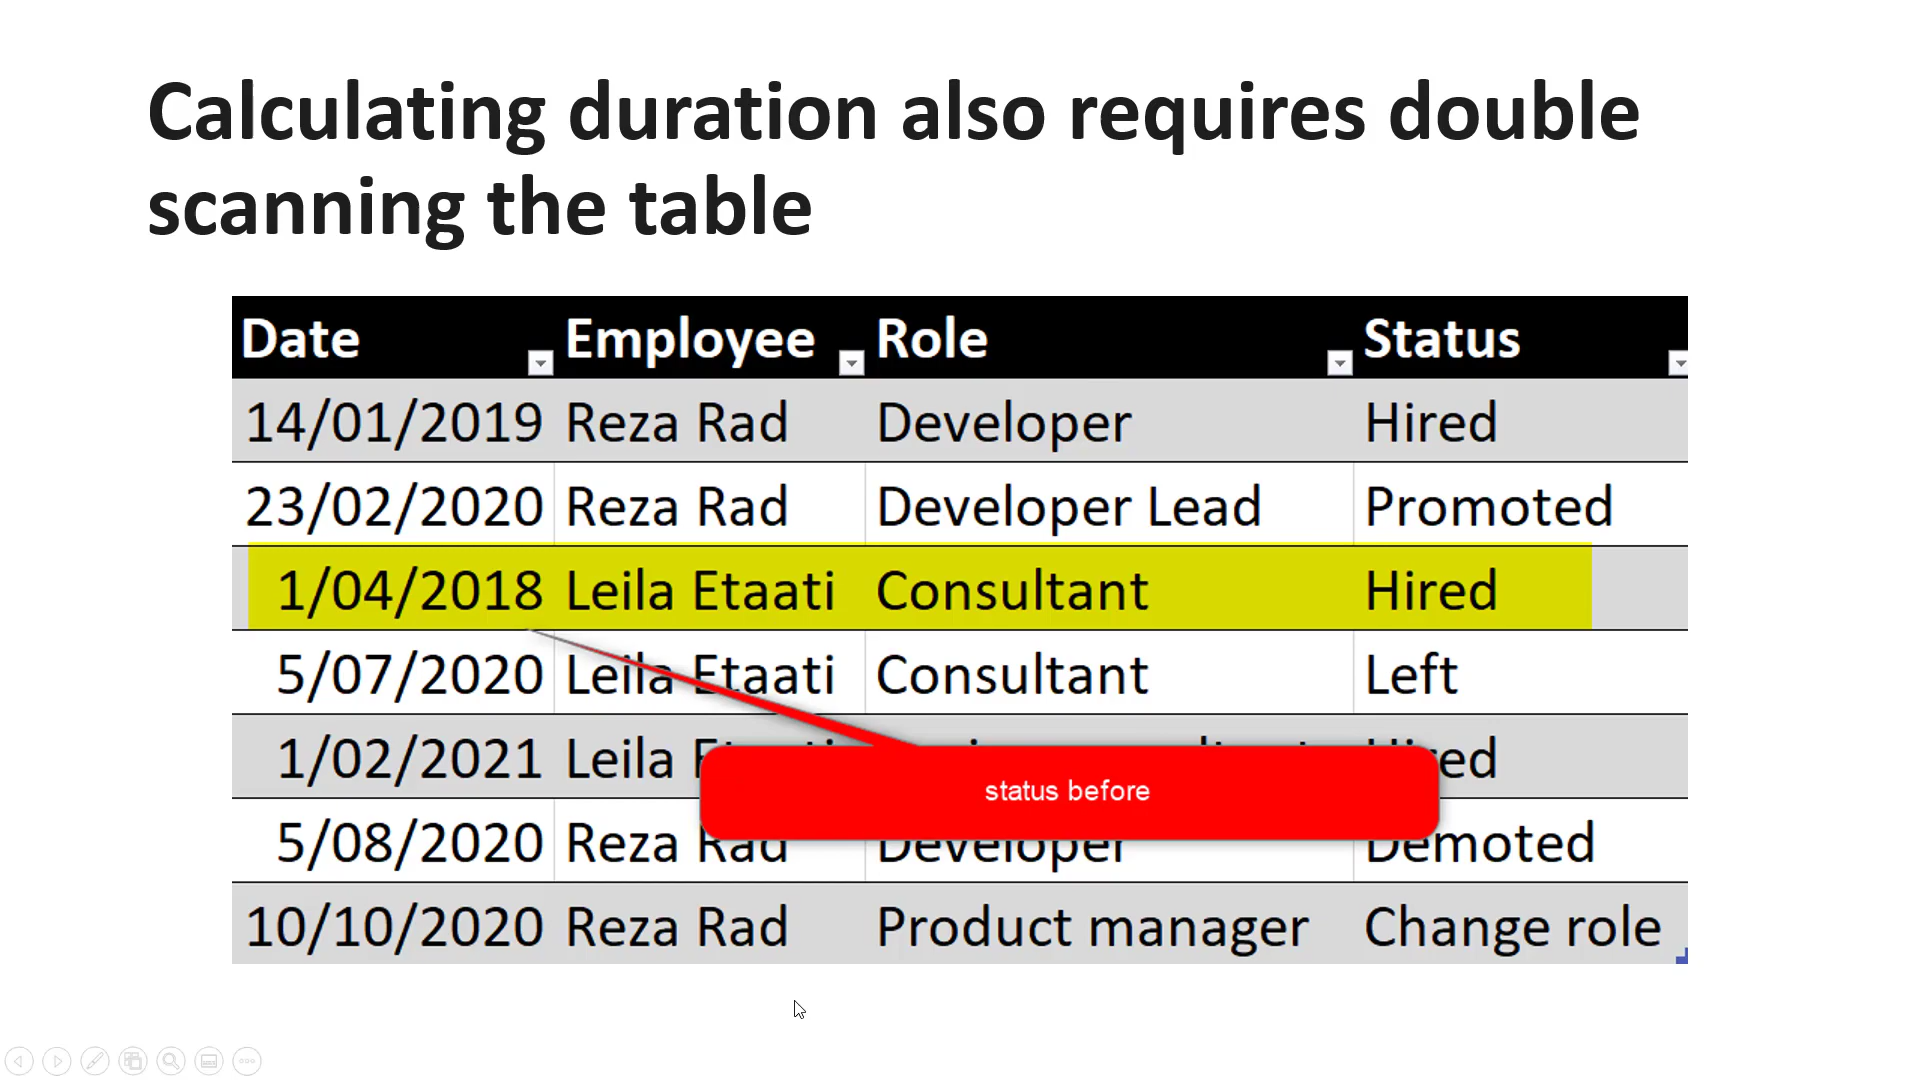 Calculating duration also requires double
scanning the table
Date Employee Role Status
14/01/2019 Reza Rad Developer Hired
23/02/2020 Reza Rad Developer Lead Promoted
1/04/2018 Leila Etaati Consultant Hired
5/07/2020 Leila Etaati Consultant Left
1/02/2021 Leila
status before
5/08/2020 Reza Rad Developer Demoted
10/10/2020 Reza Rad Product manager Change role